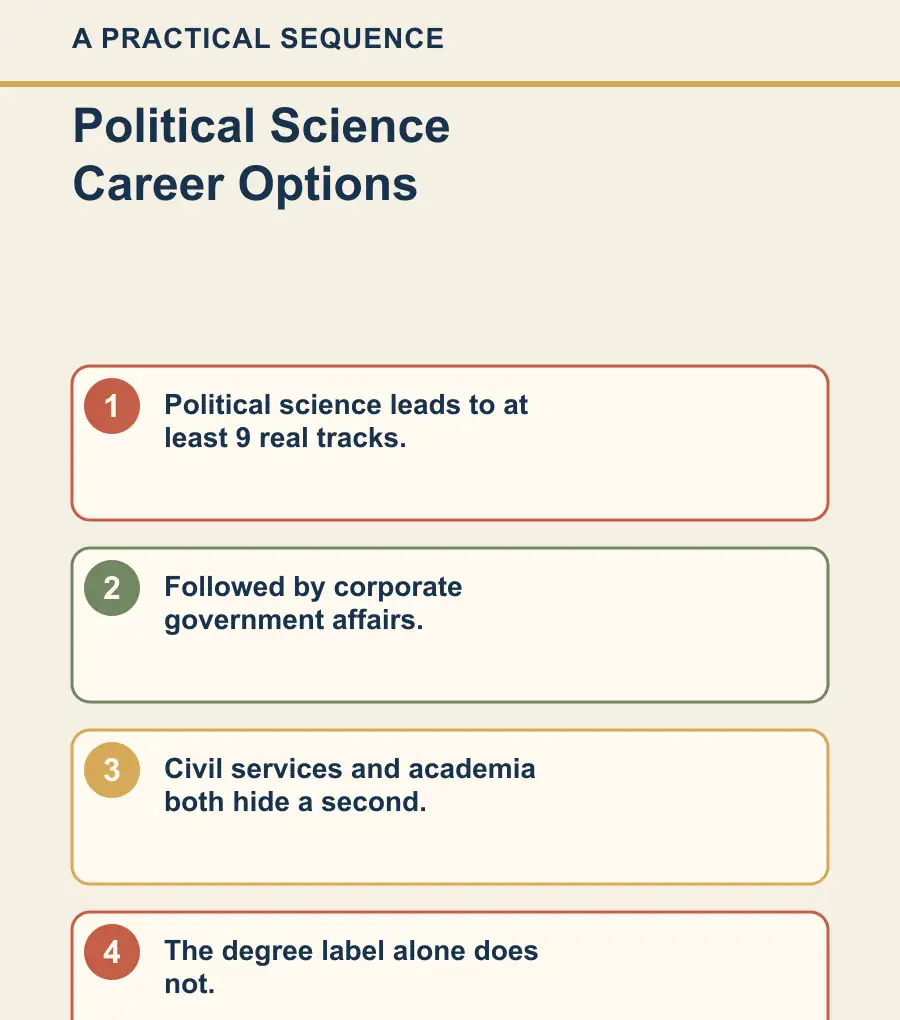 A PRACTICAL SEQUENCE
Political Science
Career Options
1
Political science leads to at
least 9 real tracks.
2
Followed by corporate
government affairs.
3
Civil services and academia
both hide a second.
4
The degree label alone does
not.